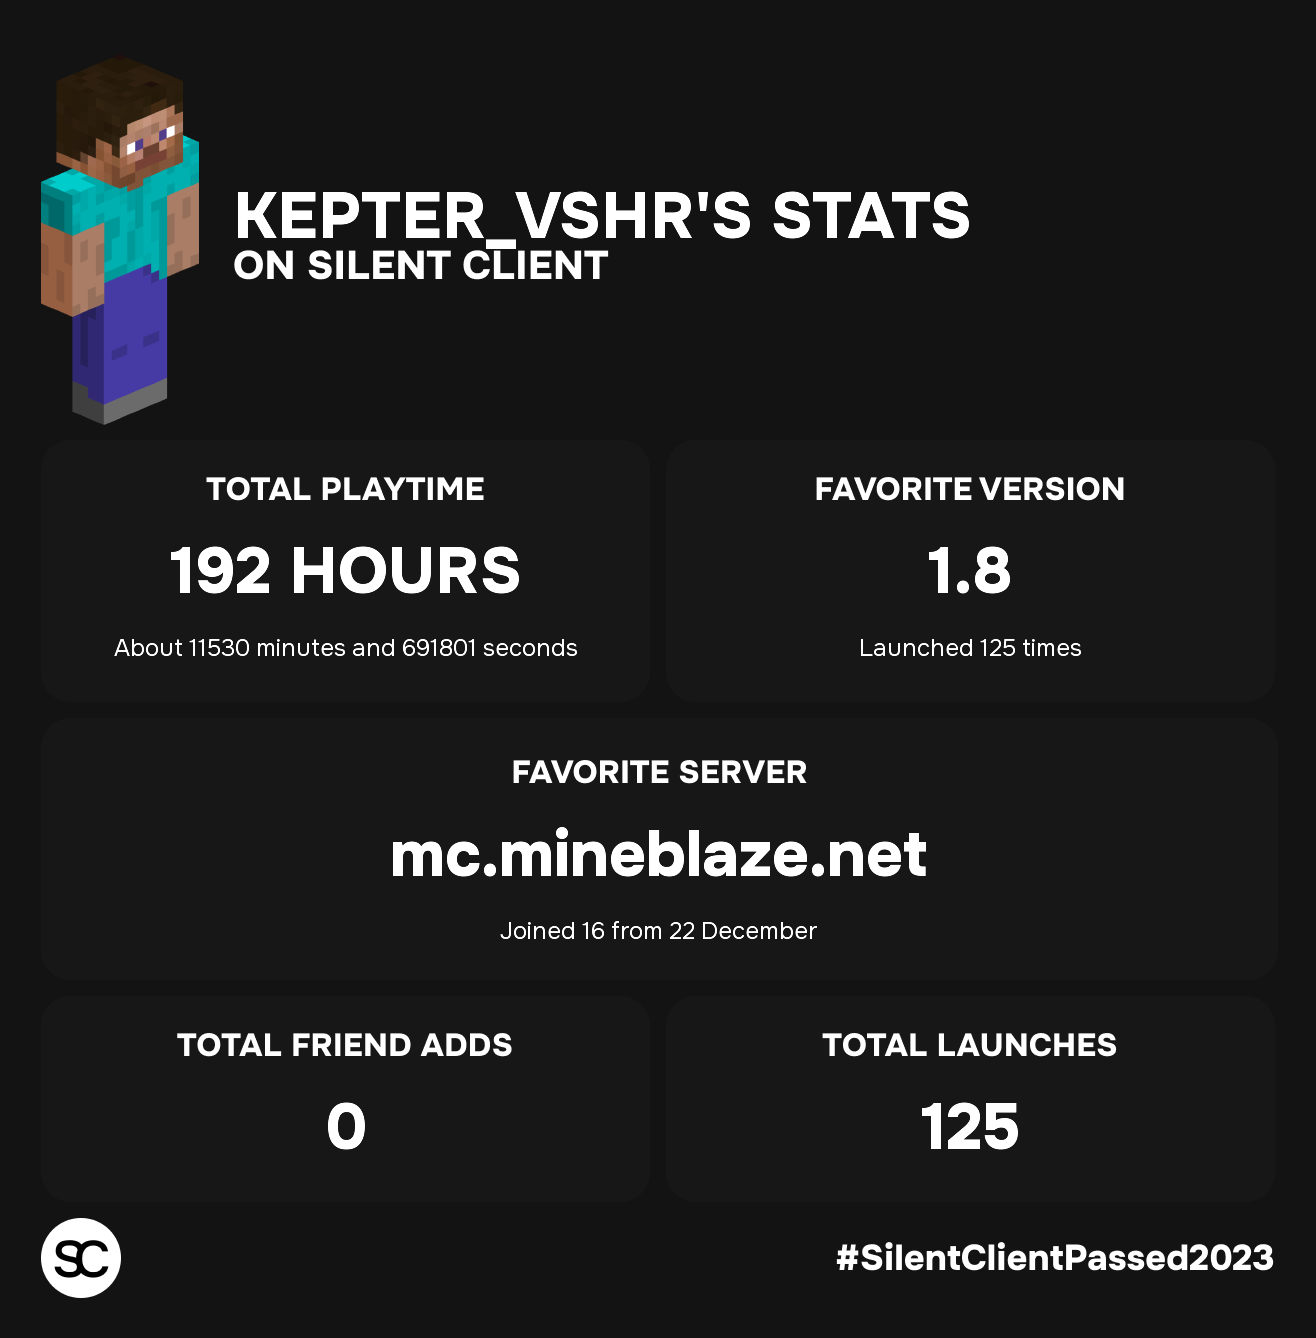 KEPTER_VSHR'S STATS
ON SILENT CLIENT
TOTAL PLAYTIME
192 HOURS
About 11530 minutes and 691801 seconds
FAVORITE VERSION
1.8
Launched 125 times
FAVORITE SERVER
mc.mineblaze.net
Joined 16 from 22 December
TOTAL FRIEND ADDS
0
TOTAL LAUNCHES
125
SC
#SilentClientPassed2023